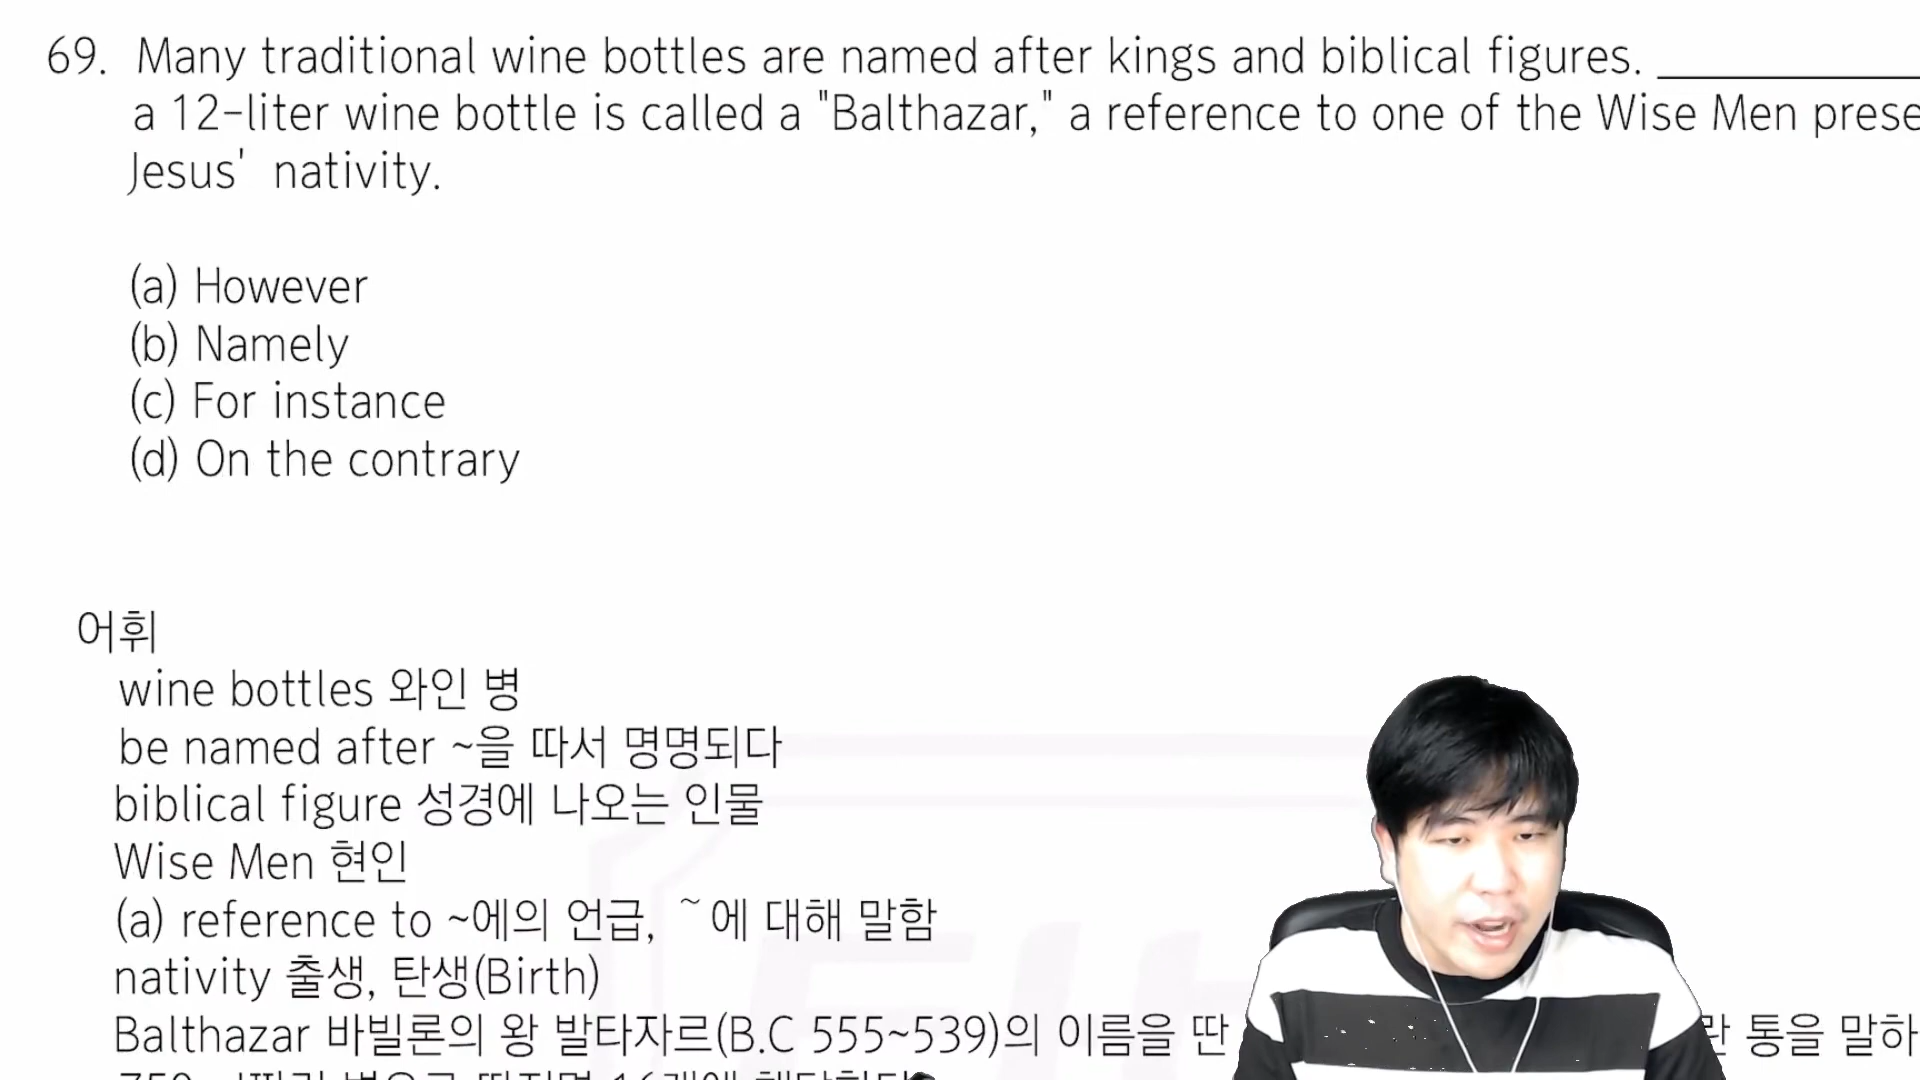 69. Many traditional wine bottles are named after kings and biblical figures. ____________
a 12-liter wine bottle is called a "Balthazar," a reference to one of the Wise Men prese
Jesus' nativity.
(a) However
(b) Namely
(c) For instance
(d) On the contrary
어휘
wine bottles 와인 병
be named after ~을 따서 명명되다
biblical figure 성경에 나오는 인물
Wise Men 현인
(a) reference to ~에의 언급, ~에 대해 말함
nativity 출생, 탄생(Birth)
Balthazar 바빌론의 왕 발타자르(B.C 555~539)의 이름을 딴 통을 말하